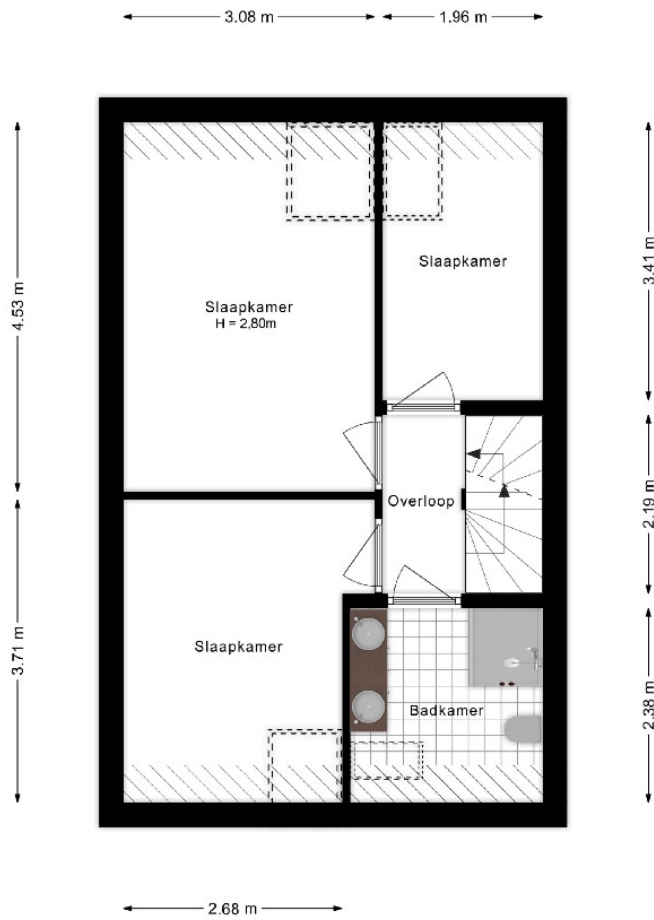 3.08 m
1.96 m
4.53 m
3.41 m
Slaapkamer
Slaapkamer
H = 2,80m
Overloop
2.19 m
3.71 m
Slaapkamer
Badkamer
2.38 m
2.68 m